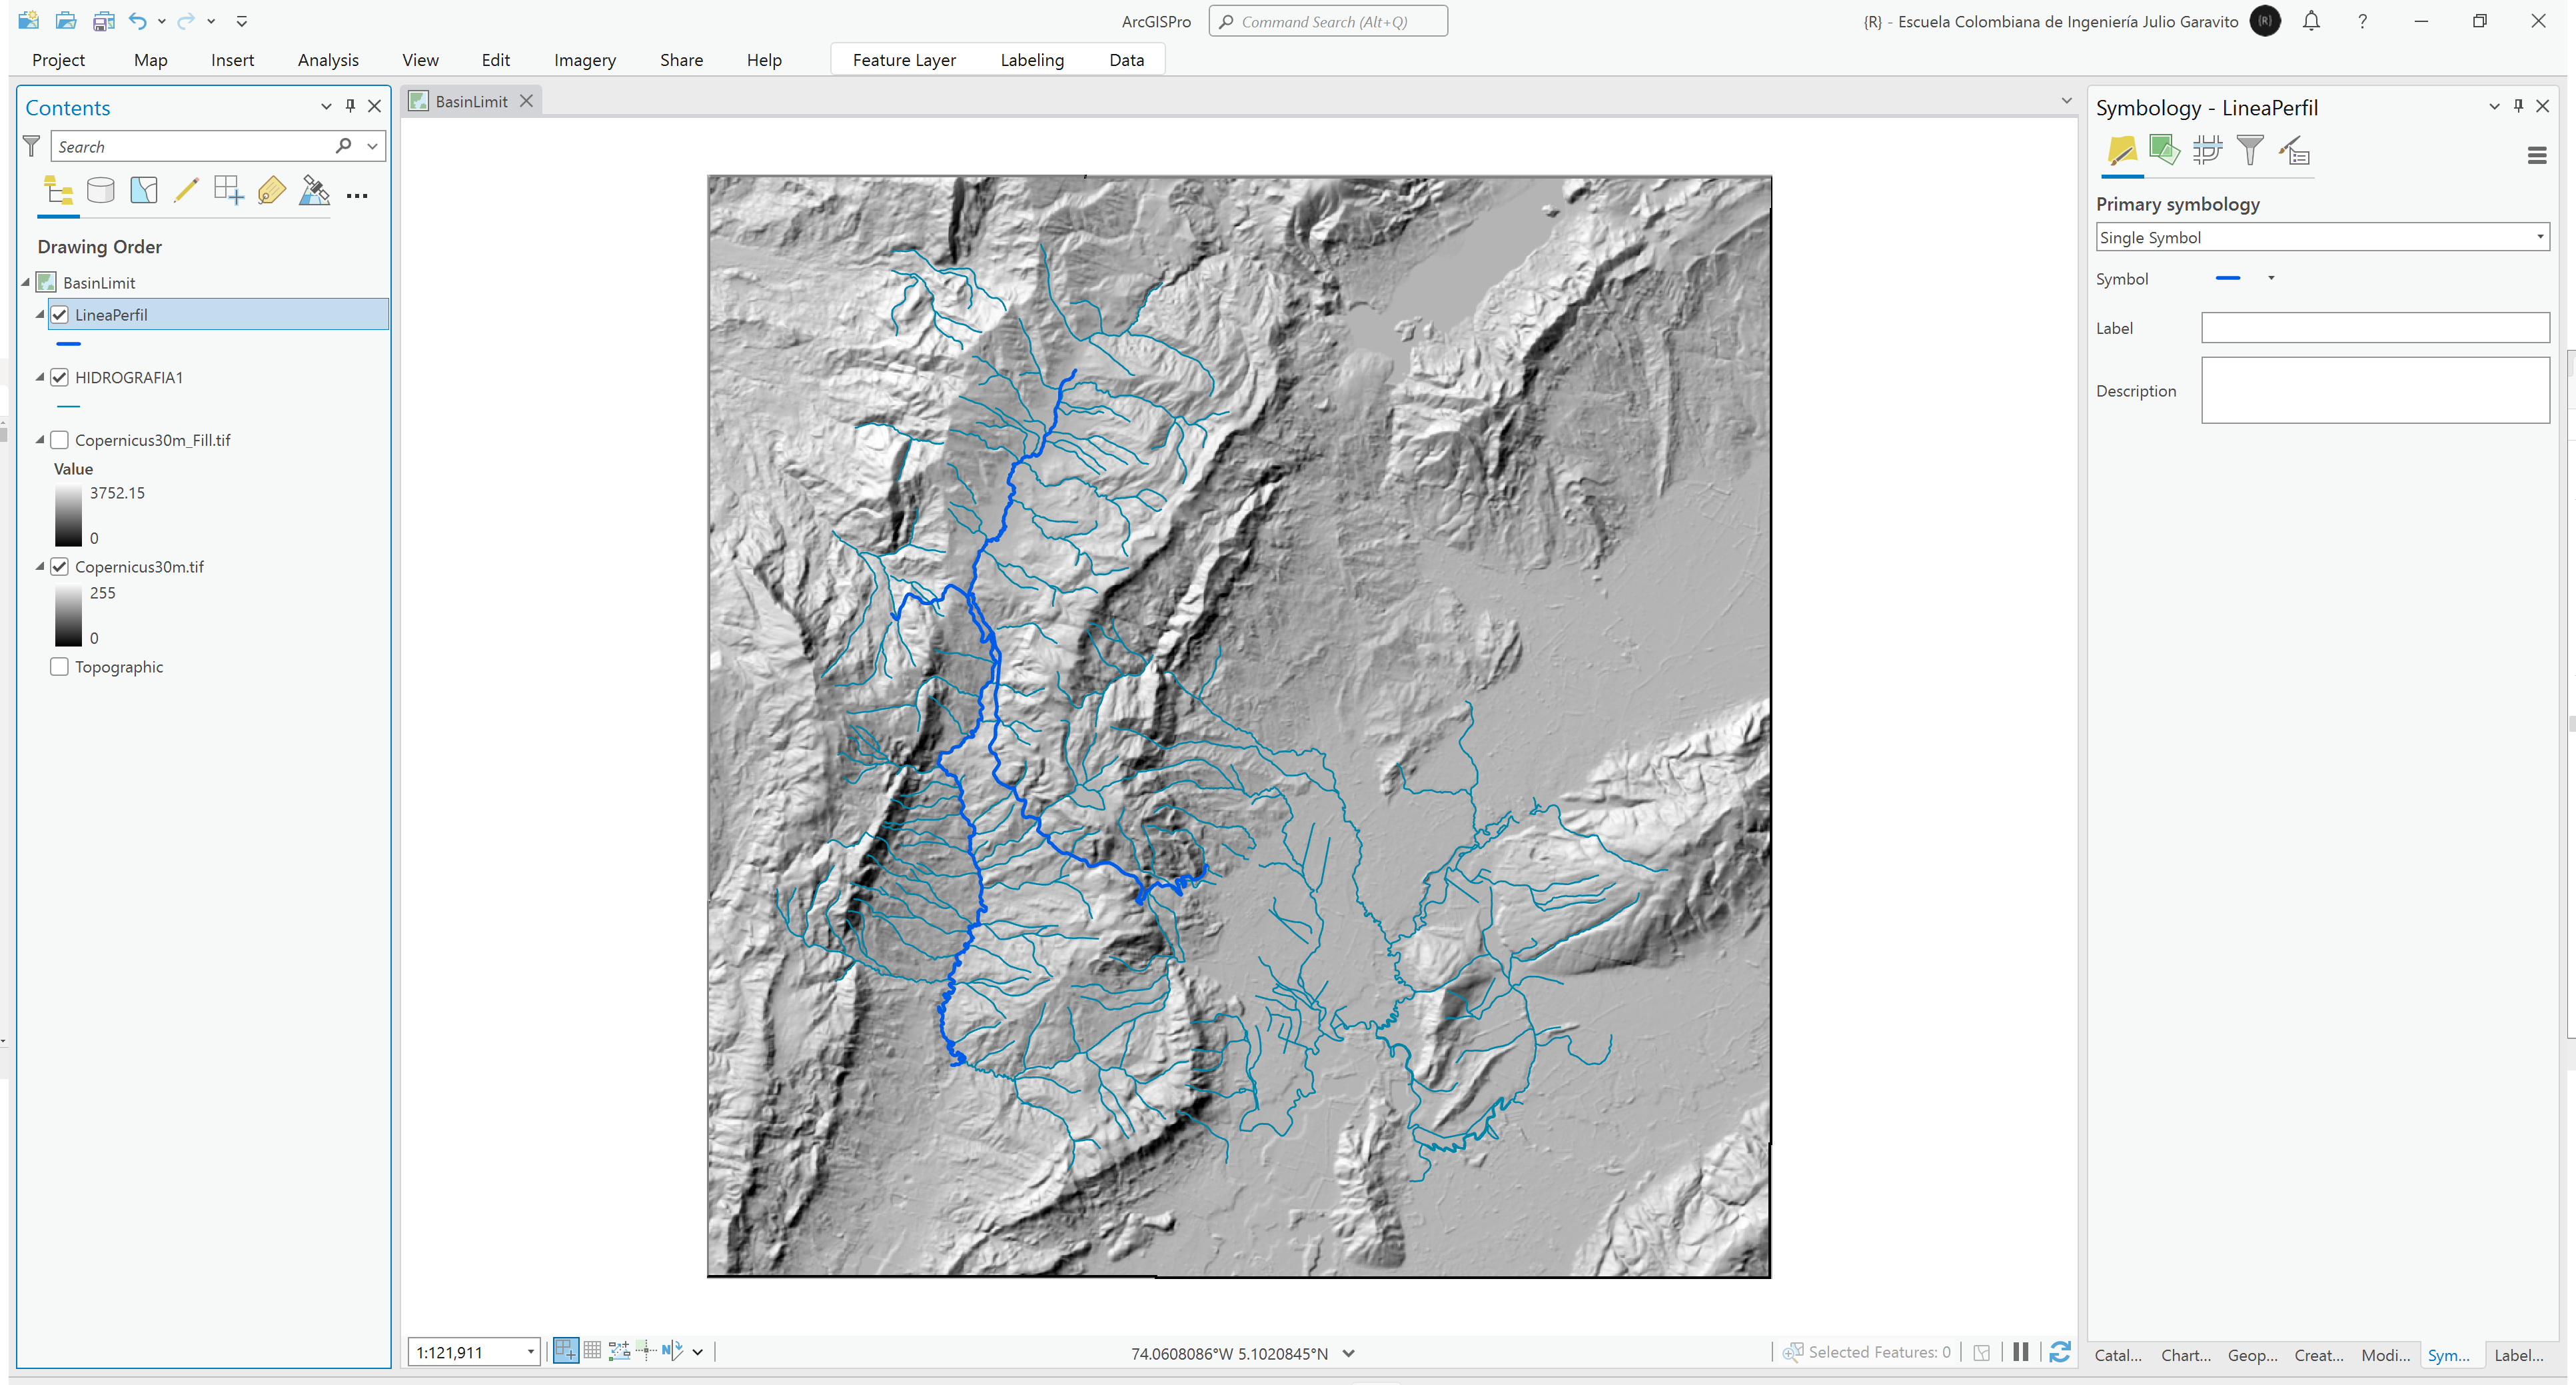 ArcGISPro
Command Search (Alt+Q)
{R} - Escuela Colombiana de Ingeniería Julio Garavito
{R}
?
Project
Map
Insert
Analysis
View
Edit
Imagery
Share
Help
Feature Layer
Labeling
Data
Contents
Search
Drawing Order
BasinLimit
LineaPerfil
HIDROGRAFIA1
Copernicus30m_Fill.tif
Value
3752.15
0
Copernicus30m.tif
255
0
Topographic
BasinLimit
1:121,911
N
74.0608086°W 5.1020845°N
Selected Features: 0
Symbology - LineaPerfil
Primary symbology
Single Symbol
Symbol
Label
Description
Catal...
Chart...
Geop...
Creat...
Modi...
Sym...
Label...